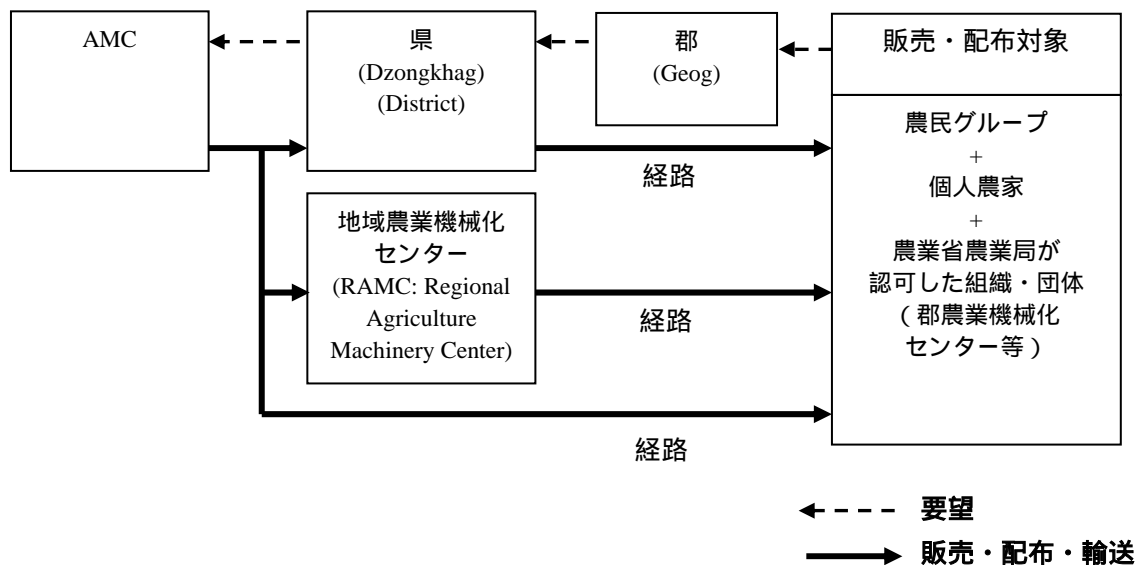 AMC
県
(Dzongkhag)
(District)
郡
(Geog)
販売・配布対象
農民グループ
+
個人農家
+
農業省農業局が
認可した組織・団体
(郡農業機械化
センター等)
経路
地域農業機械化
センター
(RAMC: Regional
Agriculture
Machinery Center)
経路
経路
要望
販売・配布・輸送